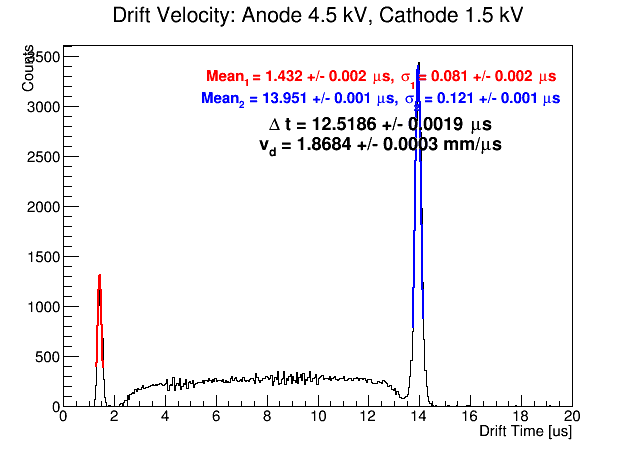 Drift Velocity: Anode 4.5 kV, Cathode 1.5 kV
Counts
Mean1 = 1.432 +/- 0.002 μs, σ1 = 0.081 +/- 0.002 μs
Mean2 = 13.951 +/- 0.001 μs, σ2 = 0.121 +/- 0.001 μs
Δ t = 12.5186 +/- 0.0019 μs
vd = 1.8684 +/- 0.0003 mm/μs
3500
3000
2500
2000
1500
1000
500
0
0 2 4 6 8 10 12 14 16 18 20
Drift Time [us]